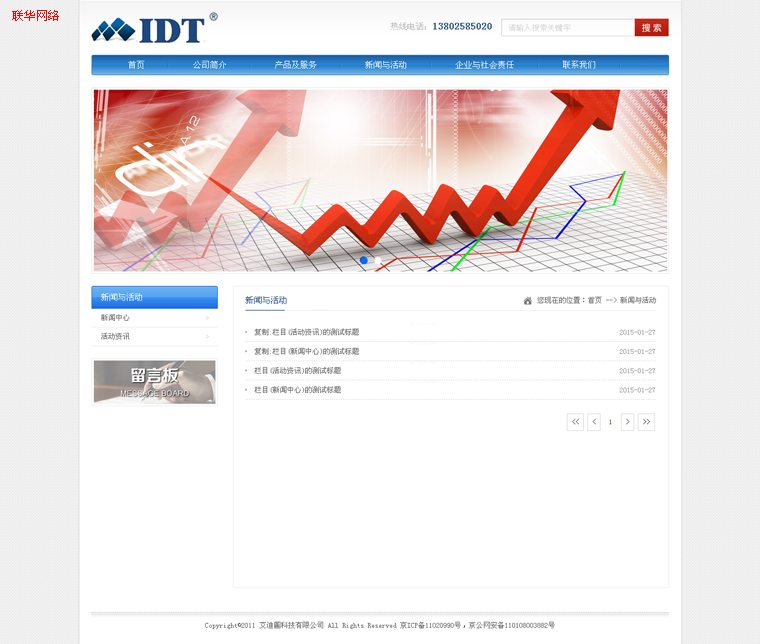 联华网络
IDT ®
热线电话: 13802585020
请输入搜索关键字
搜 索
首页 公司简介 产品及服务 新闻与活动 企业与社会责任 联系我们
A-12
新闻与活动
新闻中心
活动资讯
留言板
MESSAGE BOARD
新闻与活动
您现在的位置：首页 --> 新闻与活动
复制:栏目(活动资讯)的测试标题 2015-01-27
复制:栏目(新闻中心)的测试标题 2015-01-27
栏目(活动资讯)的测试标题 2015-01-27
栏目(新闻中心)的测试标题 2015-01-27
<< < 1 > >>
Copyright©2011 艾迪麗科技有限公司 All Rights Reserved 京ICP备11020990号，京公网安备110108003882号